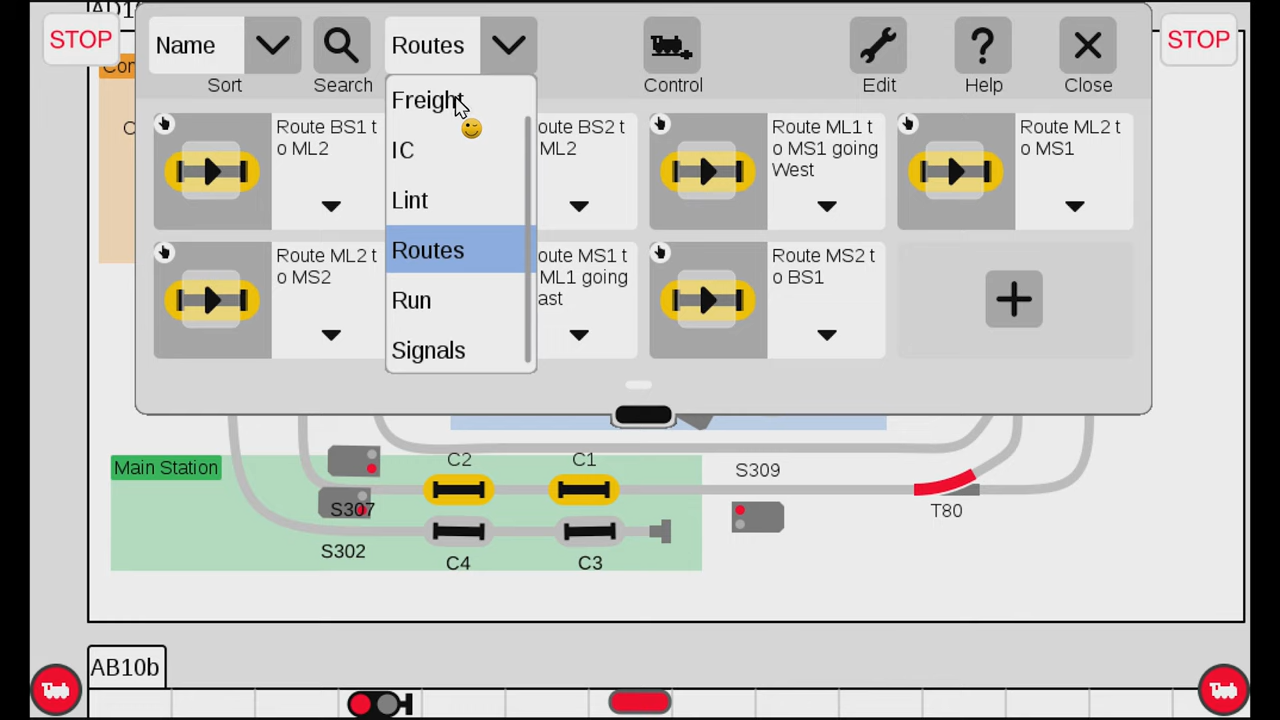 AD10
STOP
Name
Routes
STOP
Sort
Search
Control
Edit
Help
Close
Con
C
Freight
IC
Lint
Routes
Run
Signals
Route BS1 t
o ML2
oute BS2 t
ML2
Route ML1 t
o MS1 going
West
Route ML2 t
o MS1
Route ML2 t
o MS2
oute MS1 t
ML1 going
ast
Route MS2 t
o BS1
Main Station
C2
C1
S309
S307
T80
S302
C4
C3
AB10b